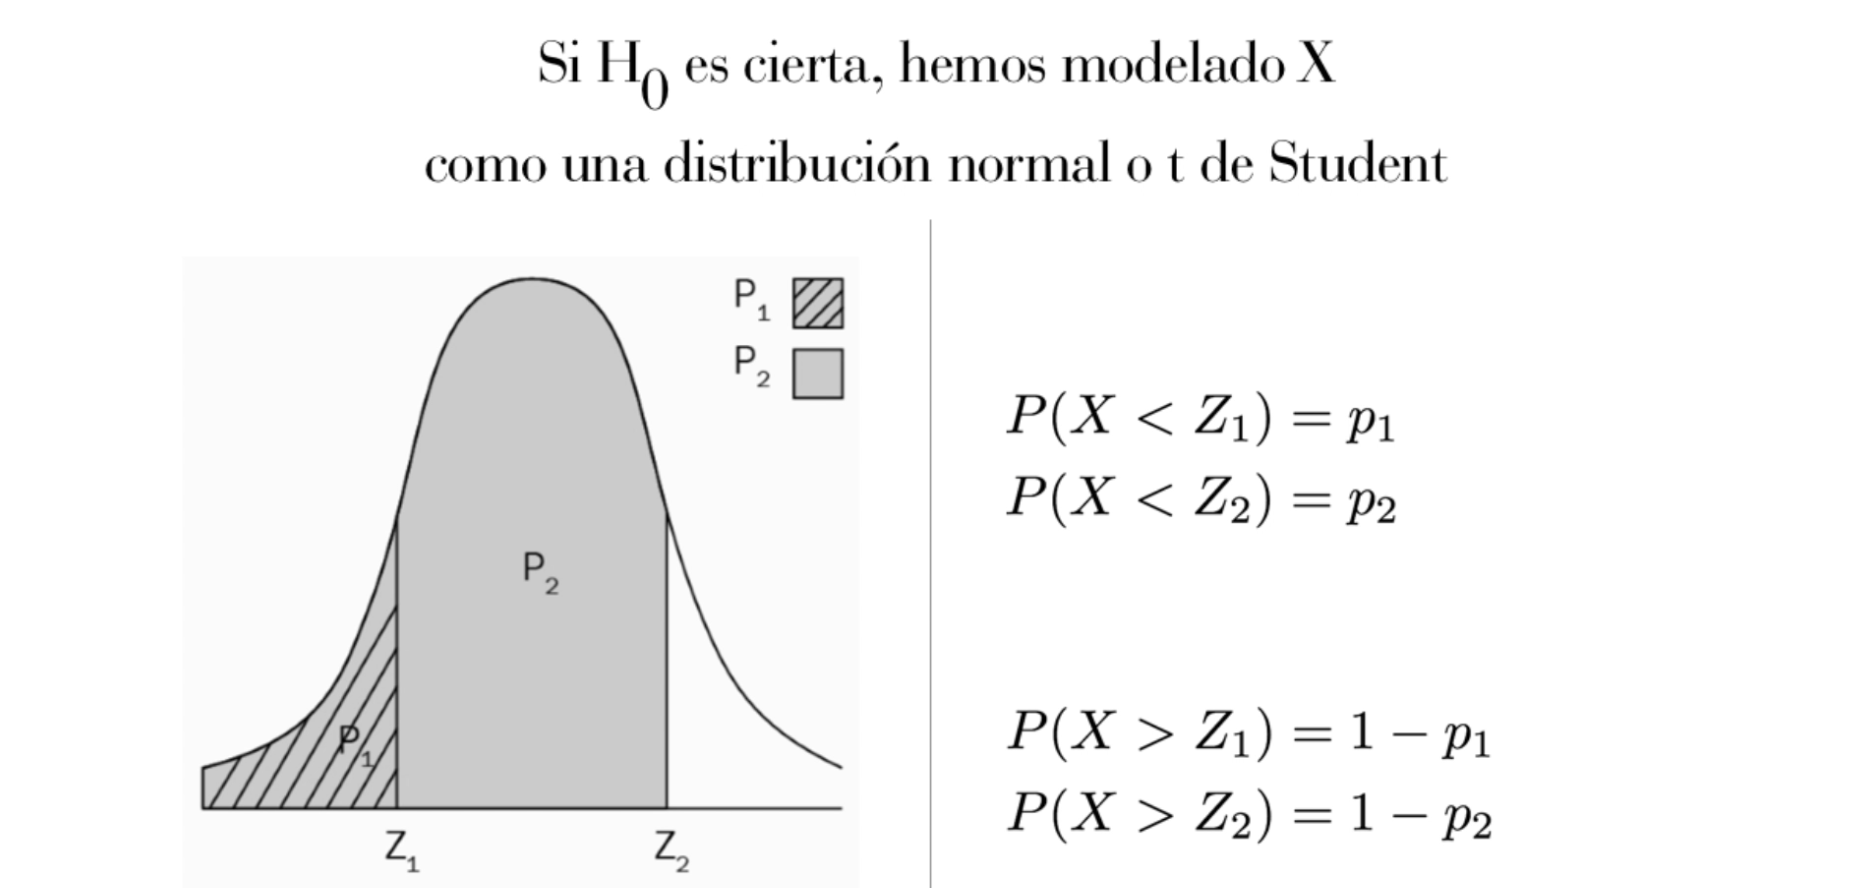 Si H₀ es cierta, hemos modelado X
como una distribución normal o t de Student
P₁
P₂
P₂
P₁
Z₁
Z₂
P(X < Z₁) = p₁
P(X < Z₂) = p₂
P(X > Z₁) = 1 − p₁
P(X > Z₂) = 1 − p₂